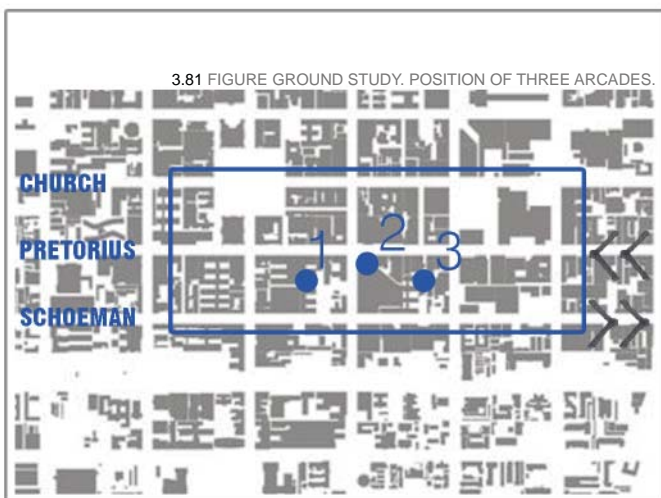 3.81 FIGURE GROUND STUDY. POSITION OF THREE ARCADES.
CHURCH
1 2 3
PRETORIUS
SCHOEMAN